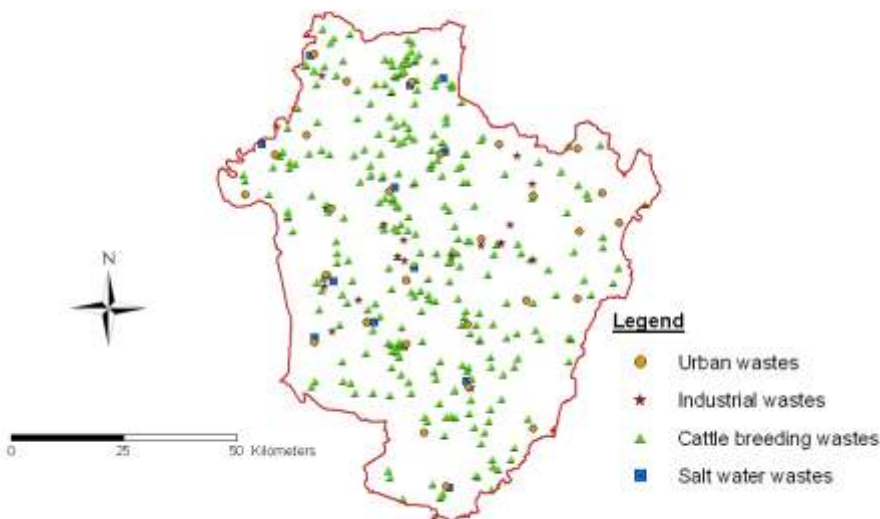 N
Legend
Urban wastes
Industrial wastes
Cattle breeding wastes
Salt water wastes
0 25 50 Kilometers